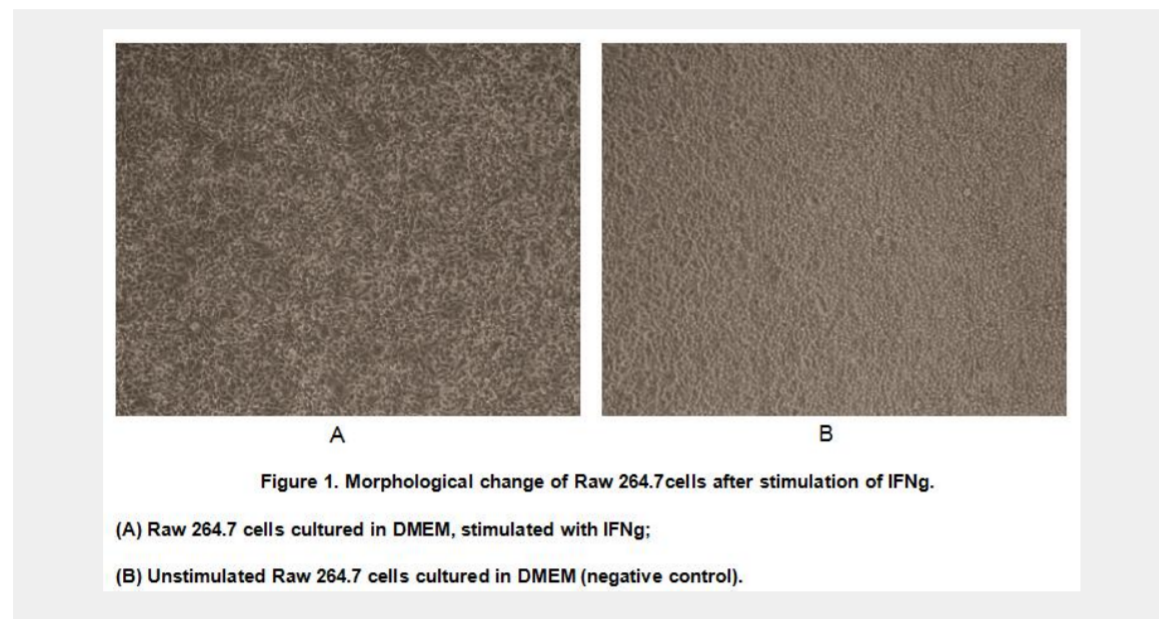 A
B
Figure 1. Morphological change of Raw 264.7cells after stimulation of IFNg.
(A) Raw 264.7 cells cultured in DMEM, stimulated with IFNg;
(B) Unstimulated Raw 264.7 cells cultured in DMEM (negative control).